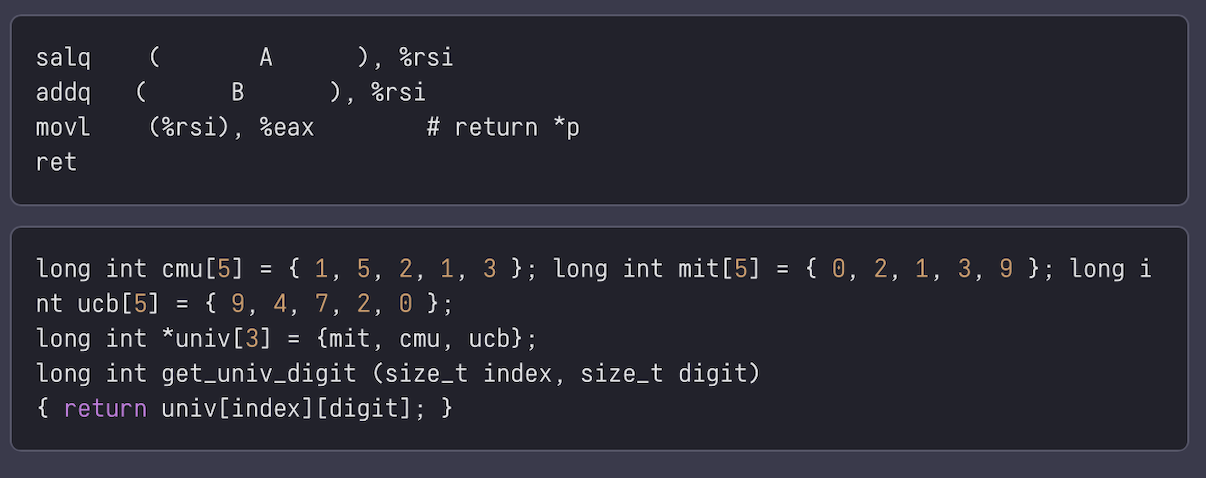 salq    (        A      ), %rsi
addq   (      B      ), %rsi
movl    (%rsi), %eax        # return *p
ret
long int cmu[5] = { 1, 5, 2, 1, 3 }; long int mit[5] = { 0, 2, 1, 3, 9 }; long i
nt ucb[5] = { 9, 4, 7, 2, 0 };
long int *univ[3] = {mit, cmu, ucb};
long int get_univ_digit (size_t index, size_t digit)
{ return univ[index][digit]; }